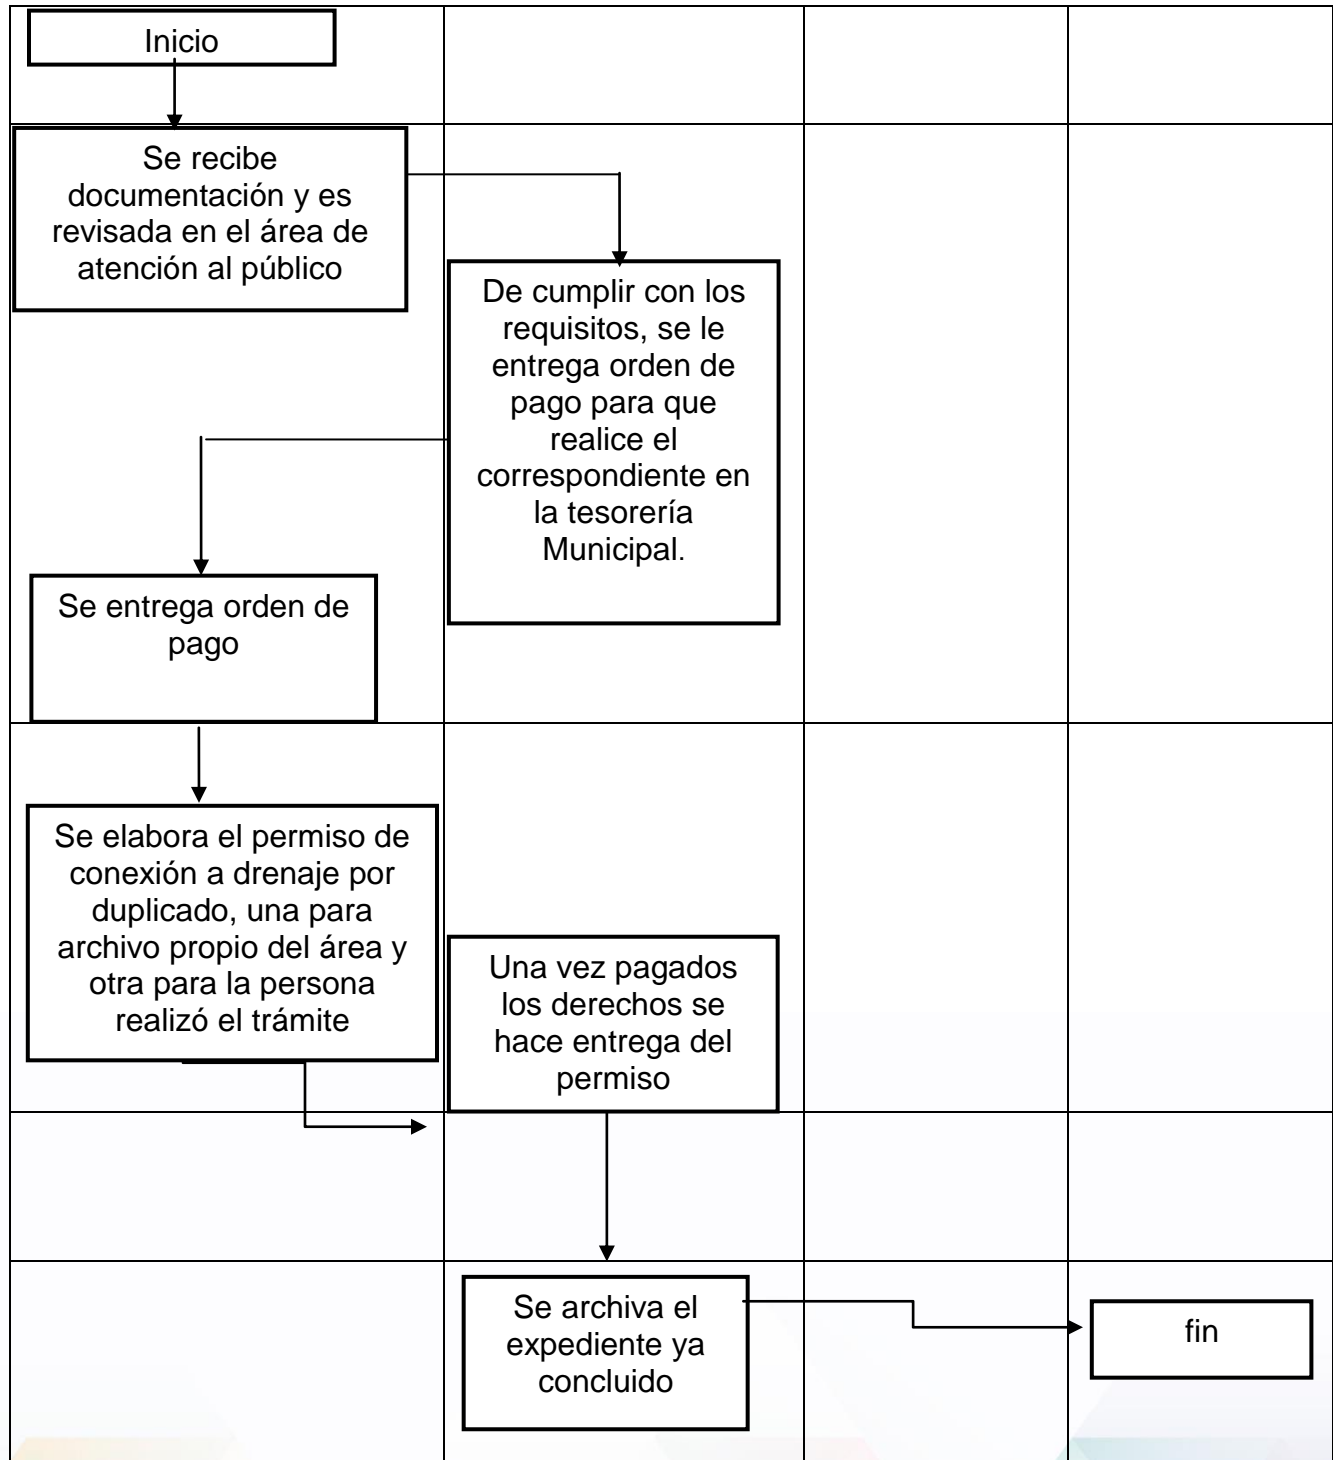 Inicio
Se recibe
documentación y es
revisada en el área de
atención al público
De cumplir con los
requisitos, se le
entrega orden de
pago para que
realice el
correspondiente en
la tesorería
Municipal.
Se entrega orden de
pago
Se elabora el permiso de
conexión a drenaje por
duplicado, una para
archivo propio del área y
otra para la persona
realizó el trámite
Una vez pagados
los derechos se
hace entrega del
permiso
Se archiva el
expediente ya
concluido
fin